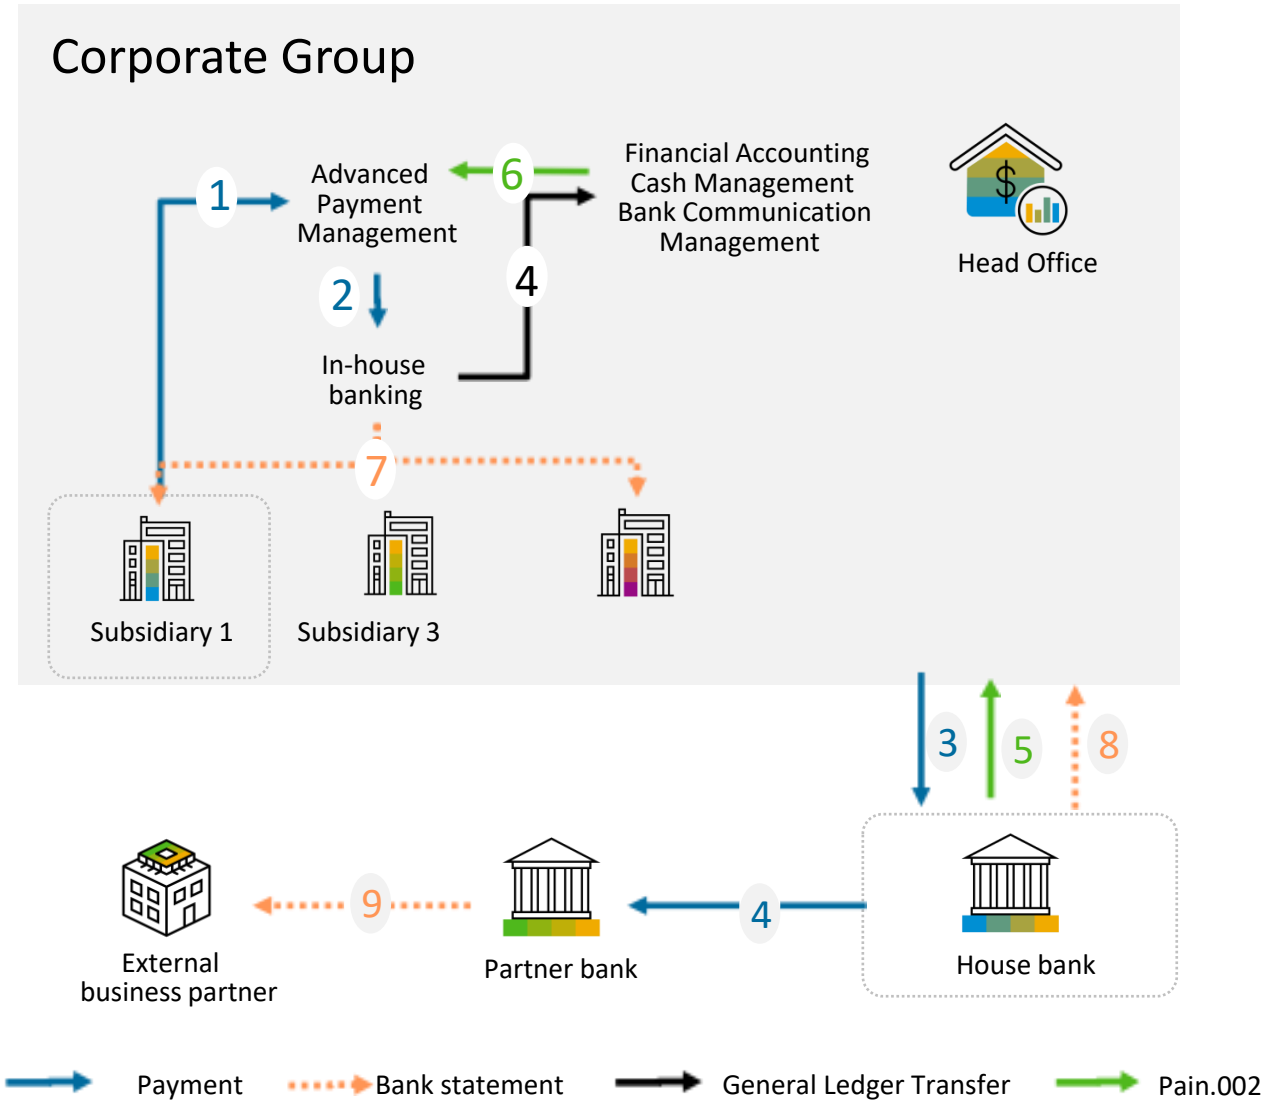 Corporate Group
1
Advanced
Payment
Management
6
Financial Accounting
Cash Management
Bank Communication
Management
Head Office
2
4
In-house
banking
7
Subsidiary 1
Subsidiary 3
3
5
8
External
business partner
9
Partner bank
4
House bank
Payment
Bank statement
General Ledger Transfer
Pain.002